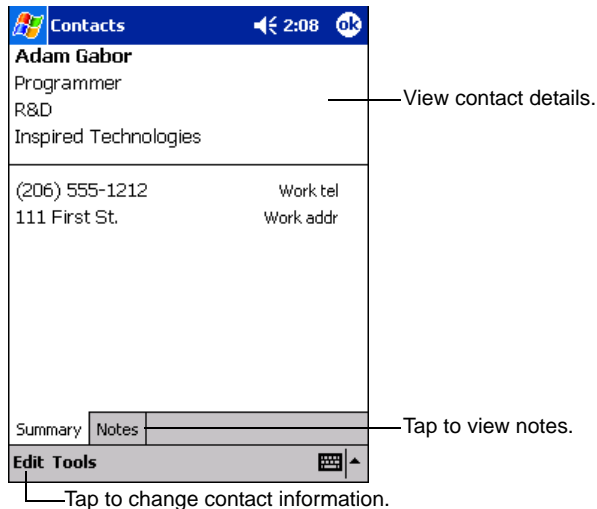 Contacts 2:08 ok
Adam Gabor
Programmer
R&D
Inspired Technologies
View contact details.
(206) 555-1212 Work tel
111 First St. Work addr
Summary Notes
Tap to view notes.
Edit Tools
Tap to change contact information.